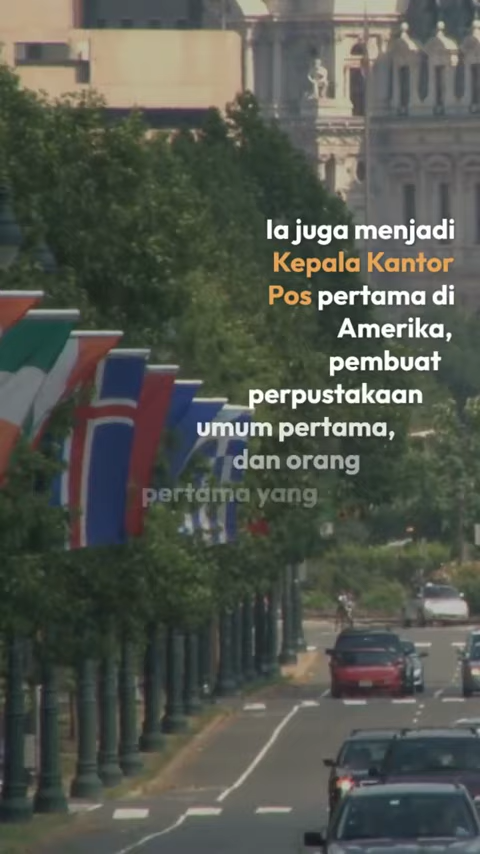 Ia juga menjadi
Kepala Kantor
Pos pertama di
Amerika,
pembuat
perpustakaan
umum pertama,
dan orang
pertama yang